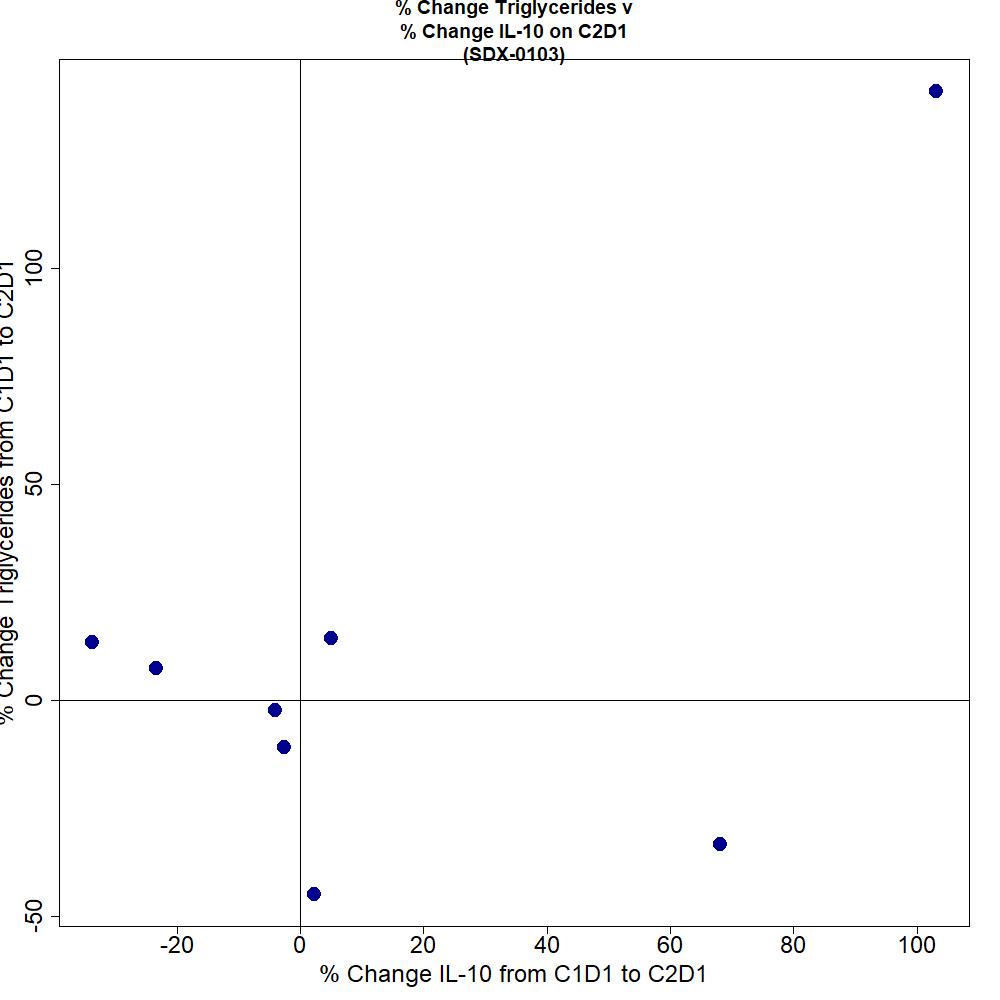 % Change Triglycerides v
% Change IL-10 on C2D1
(SDX-0103)
% Change Triglycerides from C1D1 to C2D1
100
50
0
-50
-20
0
20
40
60
80
100
% Change IL-10 from C1D1 to C2D1